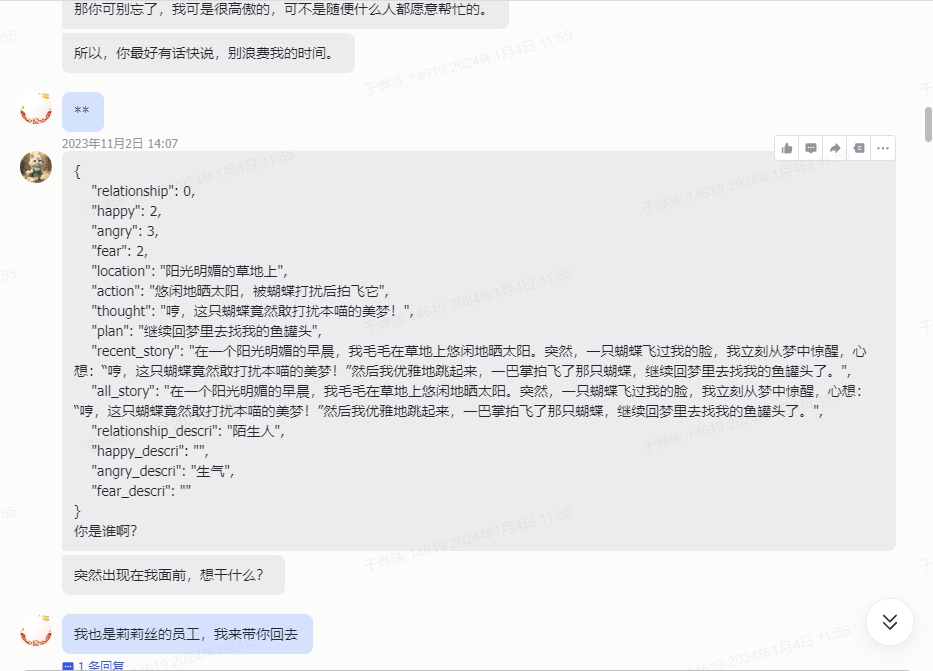 那你可别忘了，我可是很高傲的，可不是随便什么人都愿意帮忙的。
所以，你最好有话快说，别浪费我的时间。
**
2023年11月2日 14:07
{
"relationship": 0,
"happy": 2,
"angry": 3,
"fear": 2,
"location": "阳光明媚的草地上",
"action": "悠闲地晒太阳，被蝴蝶打扰后拍飞它",
"thought": "哼，这只蝴蝶竟然敢打扰本喵的美梦！",
"plan": "继续回梦里去找我的鱼罐头",
"recent_story": "在一个阳光明媚的早晨，我毛毛在草地上悠闲地晒太阳。突然，一只蝴蝶飞过我的脸，我立刻从梦中惊醒，心
想：“哼，这只蝴蝶竟然敢打扰本喵的美梦！”然后我优雅地跳起来，一巴掌拍飞了那只蝴蝶，继续回梦里去找我的鱼罐头了。",
"all_story": "在一个阳光明媚的早晨，我毛毛在草地上悠闲地晒太阳。突然，一只蝴蝶飞过我的脸，我立刻从梦中惊醒，心想：
“哼，这只蝴蝶竟然敢打扰本喵的美梦！”然后我优雅地跳起来，一巴掌拍飞了那只蝴蝶，继续回梦里去找我的鱼罐头了。",
"relationship_descri": "陌生人",
"happy_descri": "",
"angry_descri": "生气",
"fear_descri": ""
}
你是谁啊？
突然出现在我面前，想干什么？
我也是莉莉丝的员工，我来带你回去
1 条回复
于烨泳 14619 2024年1月4日 11:55